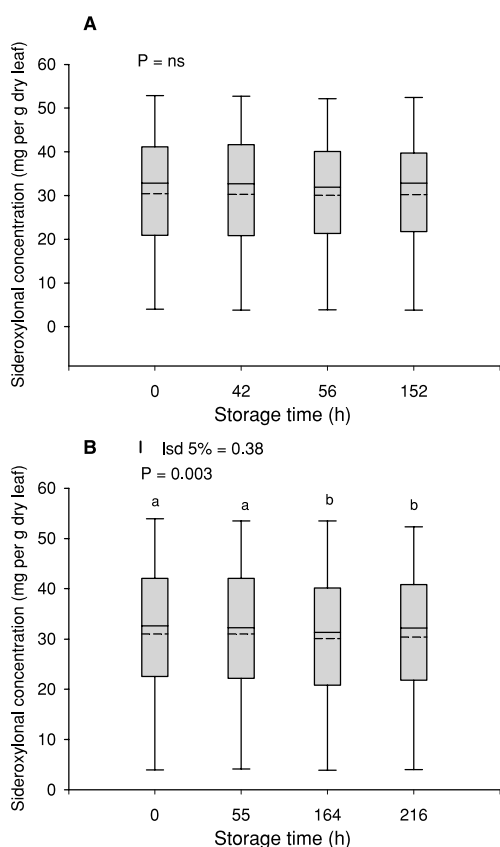 A
P = ns
Sideroxylonal concentration (mg per g dry leaf)
60
50
40
30
20
10
0
0 42 56 152
Storage time (h)
B lsd 5% = 0.38
P = 0.003
Sideroxylonal concentration (mg per g dry leaf)
a a b b
60
50
40
30
20
10
0
0 55 164 216
Storage time (h)